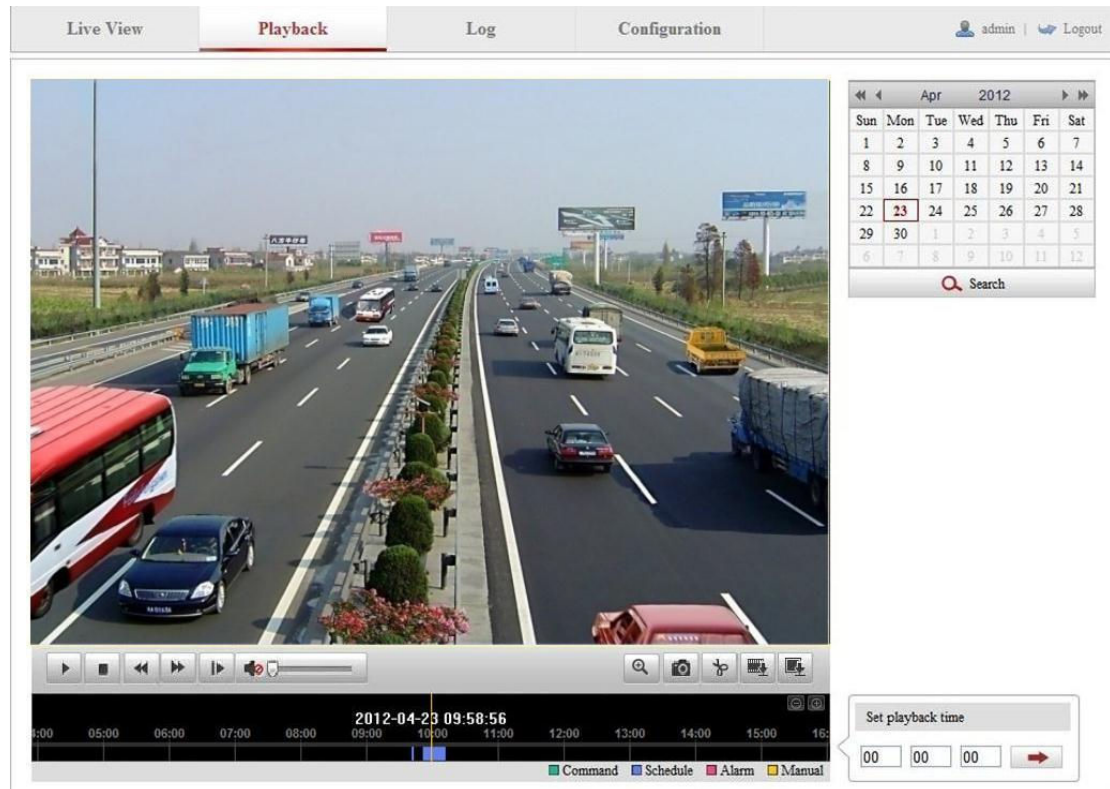 Live View Playback Log Configuration admin | Logout
Apr 2012
Sun Mon Tue Wed Thu Fri Sat
1 2 3 4 5 6 7
8 9 10 11 12 13 14
15 16 17 18 19 20 21
22 23 24 25 26 27 28
29 30 1 2 3 4 5
6 7 8 9 10 11 12
Search
2012-04-23 09:58:56
4:00 05:00 06:00 07:00 08:00 09:00 10:00 11:00 12:00 13:00 14:00 15:00 16:
Command Schedule Alarm Manual
Set playback time
00 00 00